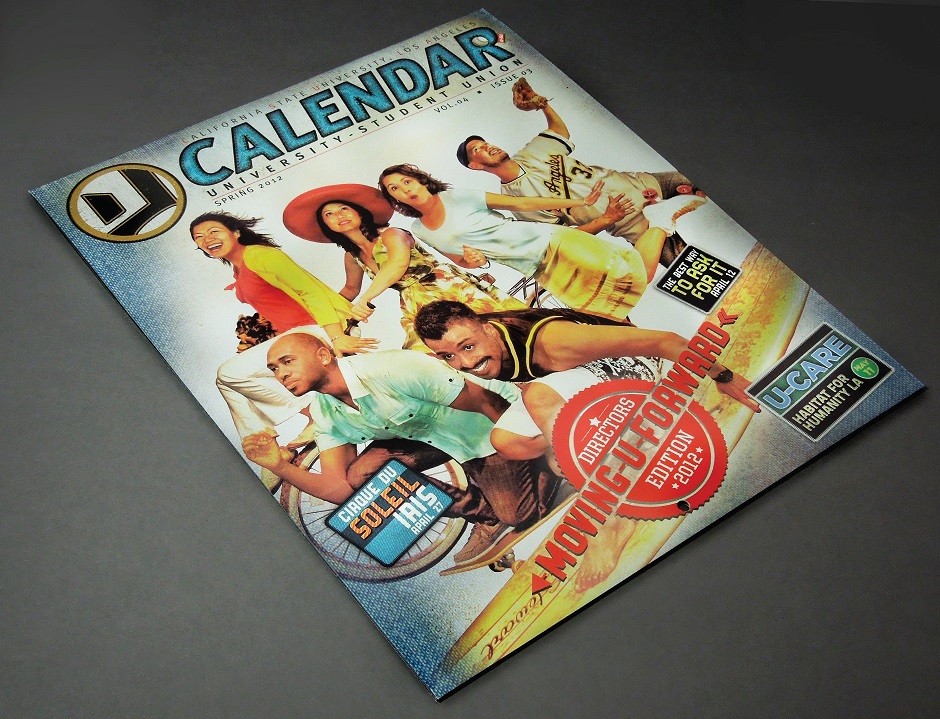 CALIFORNIA STATE UNIVERSITY, LOS ANGELES
CALENDAR
UNIVERSITY-STUDENT UNION
SPRING 2012
VOL.04 • ISSUE 03
Angeles
3
THE BEST WAY
TO ASK
FOR IT
APRIL 12
U-CARE
HABITAT FOR
HUMANITY LA
DIRECTORS
MOVING-U-FORWARD
EDITION
2012
CIRQUE DU
SOLEIL
IRIS
APRIL 27